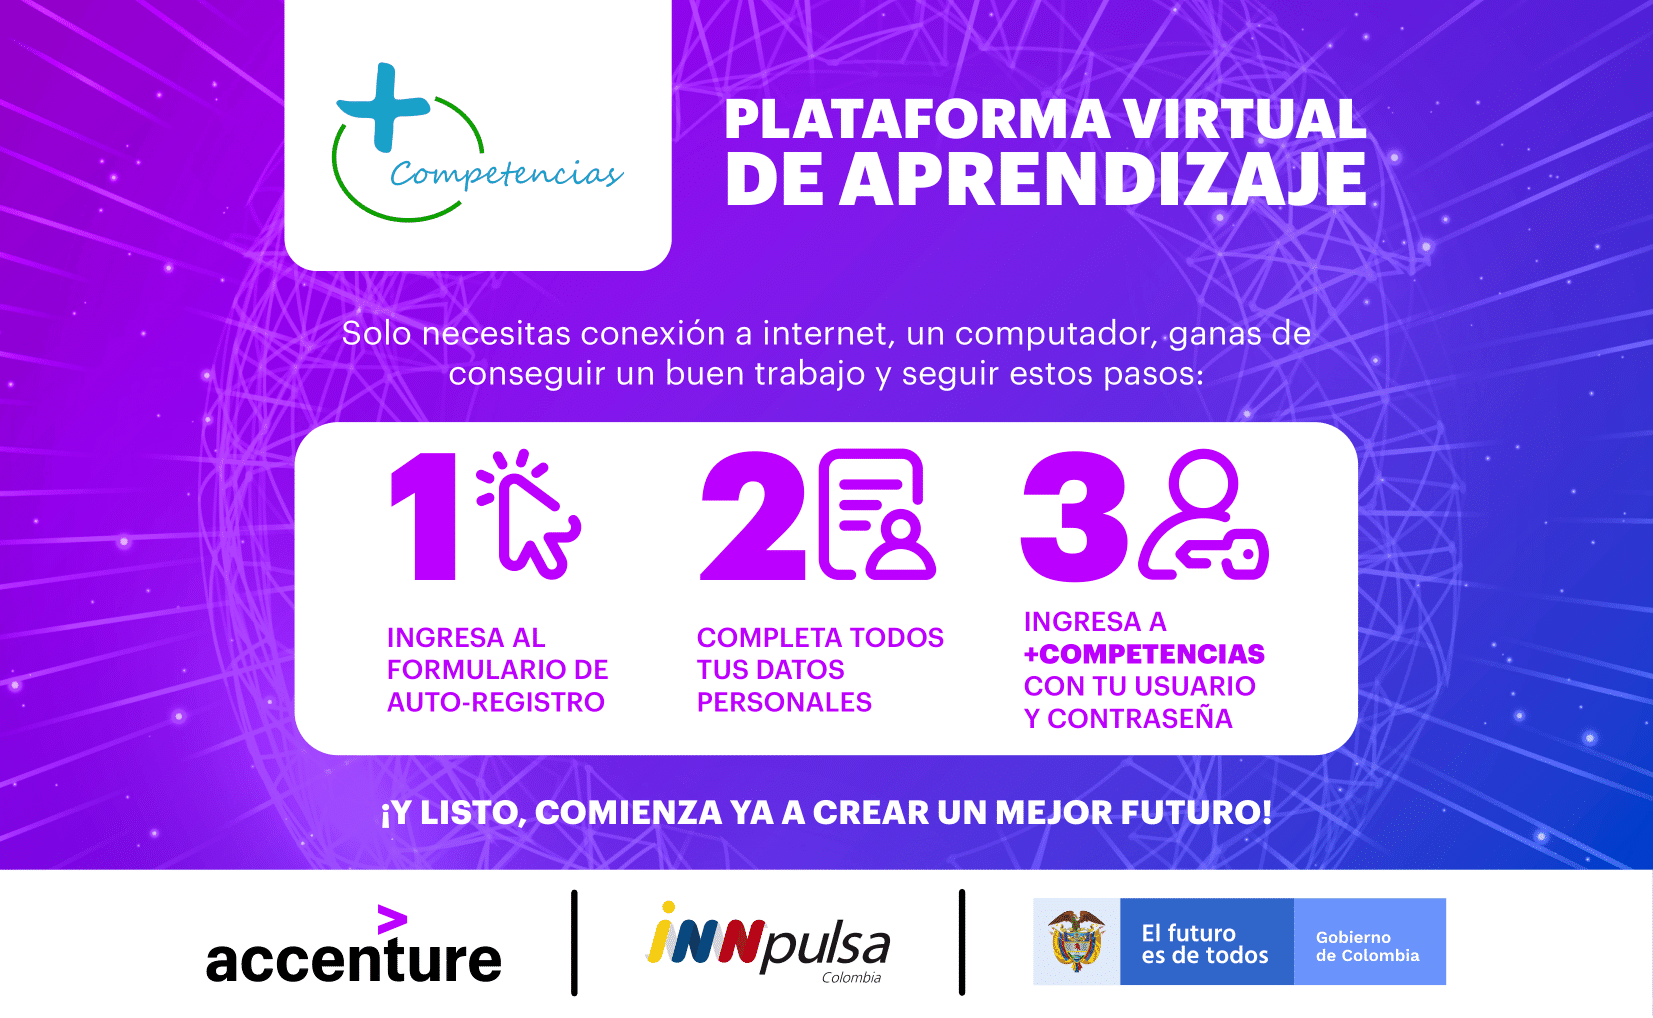 Competencias
PLATAFORMA VIRTUAL
DE APRENDIZAJE
Solo necesitas conexión a internet, un computador, ganas de
conseguir un buen trabajo y seguir estos pasos:
1
INGRESA AL
FORMULARIO DE
AUTO-REGISTRO
2
COMPLETA TODOS
TUS DATOS
PERSONALES
3
INGRESA A
+COMPETENCIAS
CON TU USUARIO
Y CONTRASEÑA
¡Y LISTO, COMIENZA YA A CREAR UN MEJOR FUTURO!
>
accenture
iNNpulsa
Colombia
El futuro
es de todos
Gobierno
de Colombia